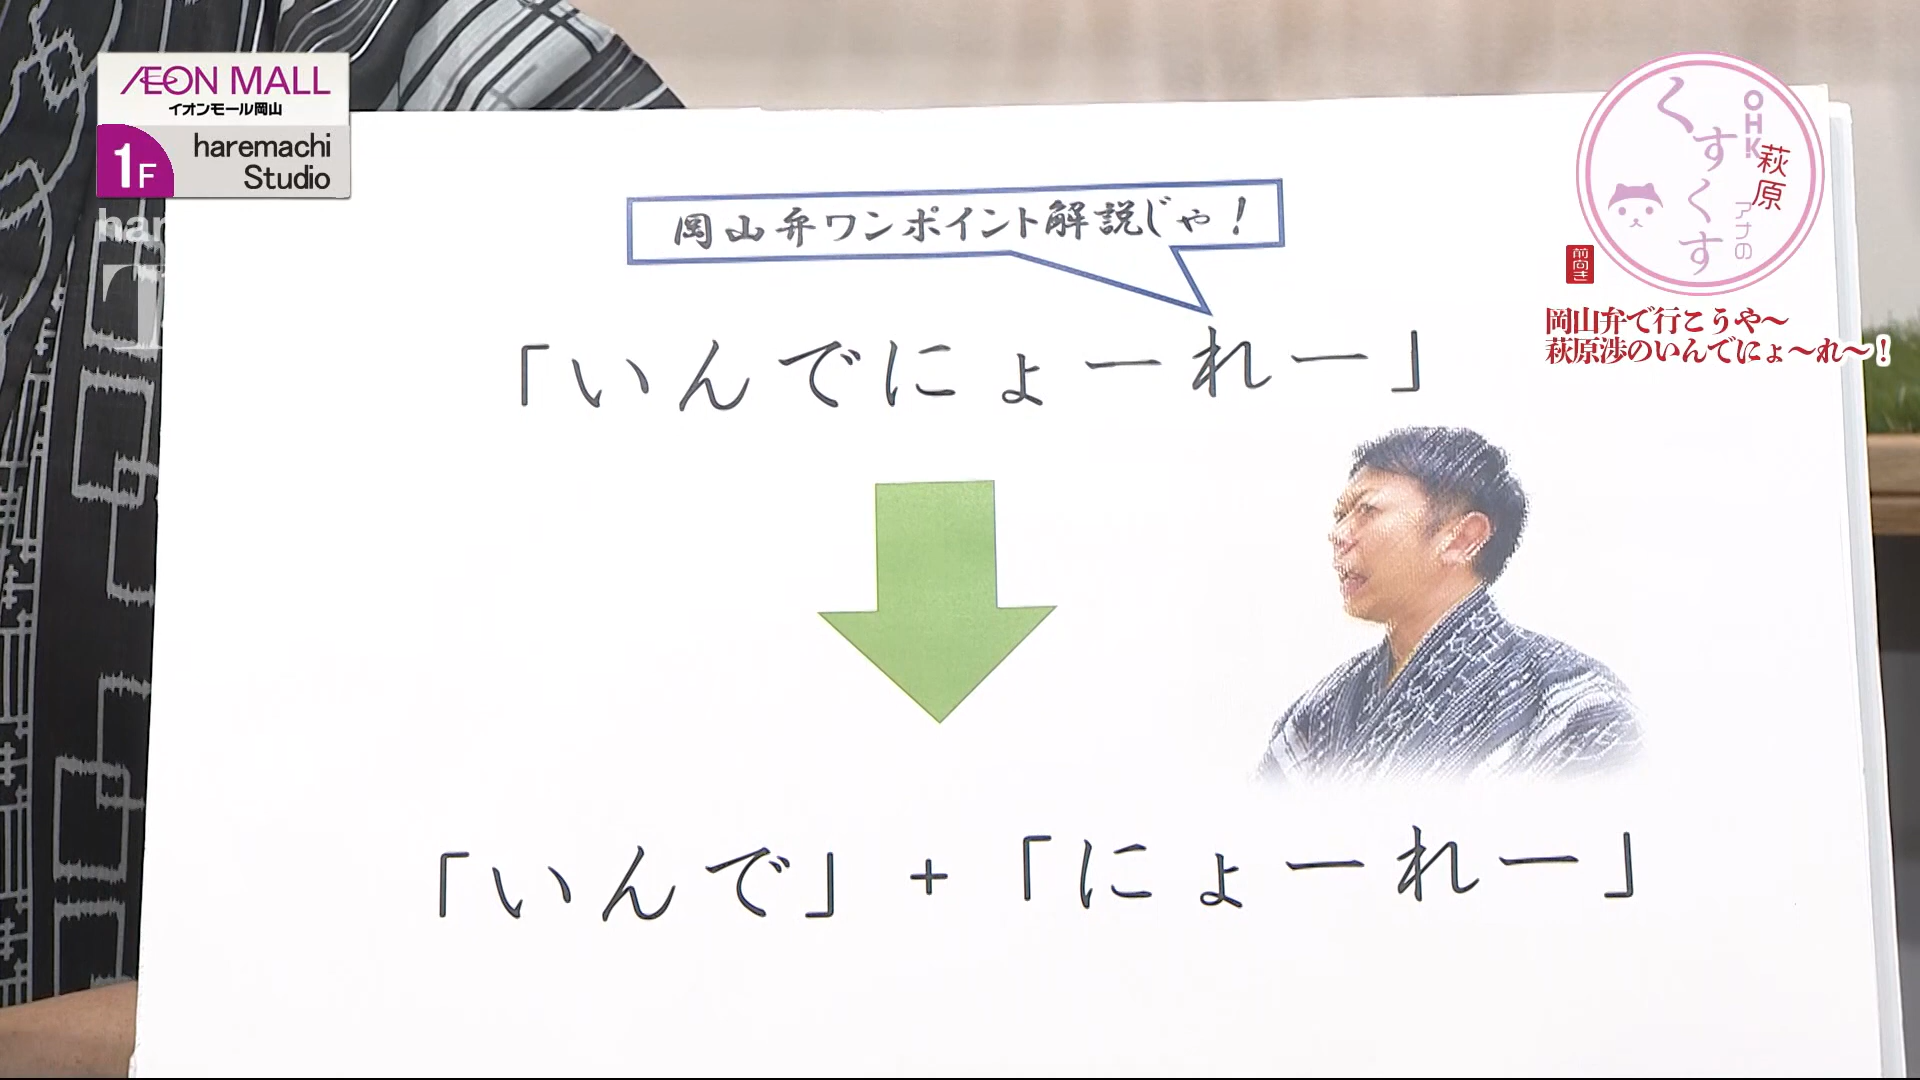 ÆON MALL
イオンモール岡山
1F
haremachi
Studio
har
OHK
萩原
アナの
くすくす
前向き
岡山弁で行こうや～
萩原渉のいんでにょ～れ～！
岡山弁ワンポイント解説じゃ！
「いんでにょーれー」
「いんで」+「にょーれー」